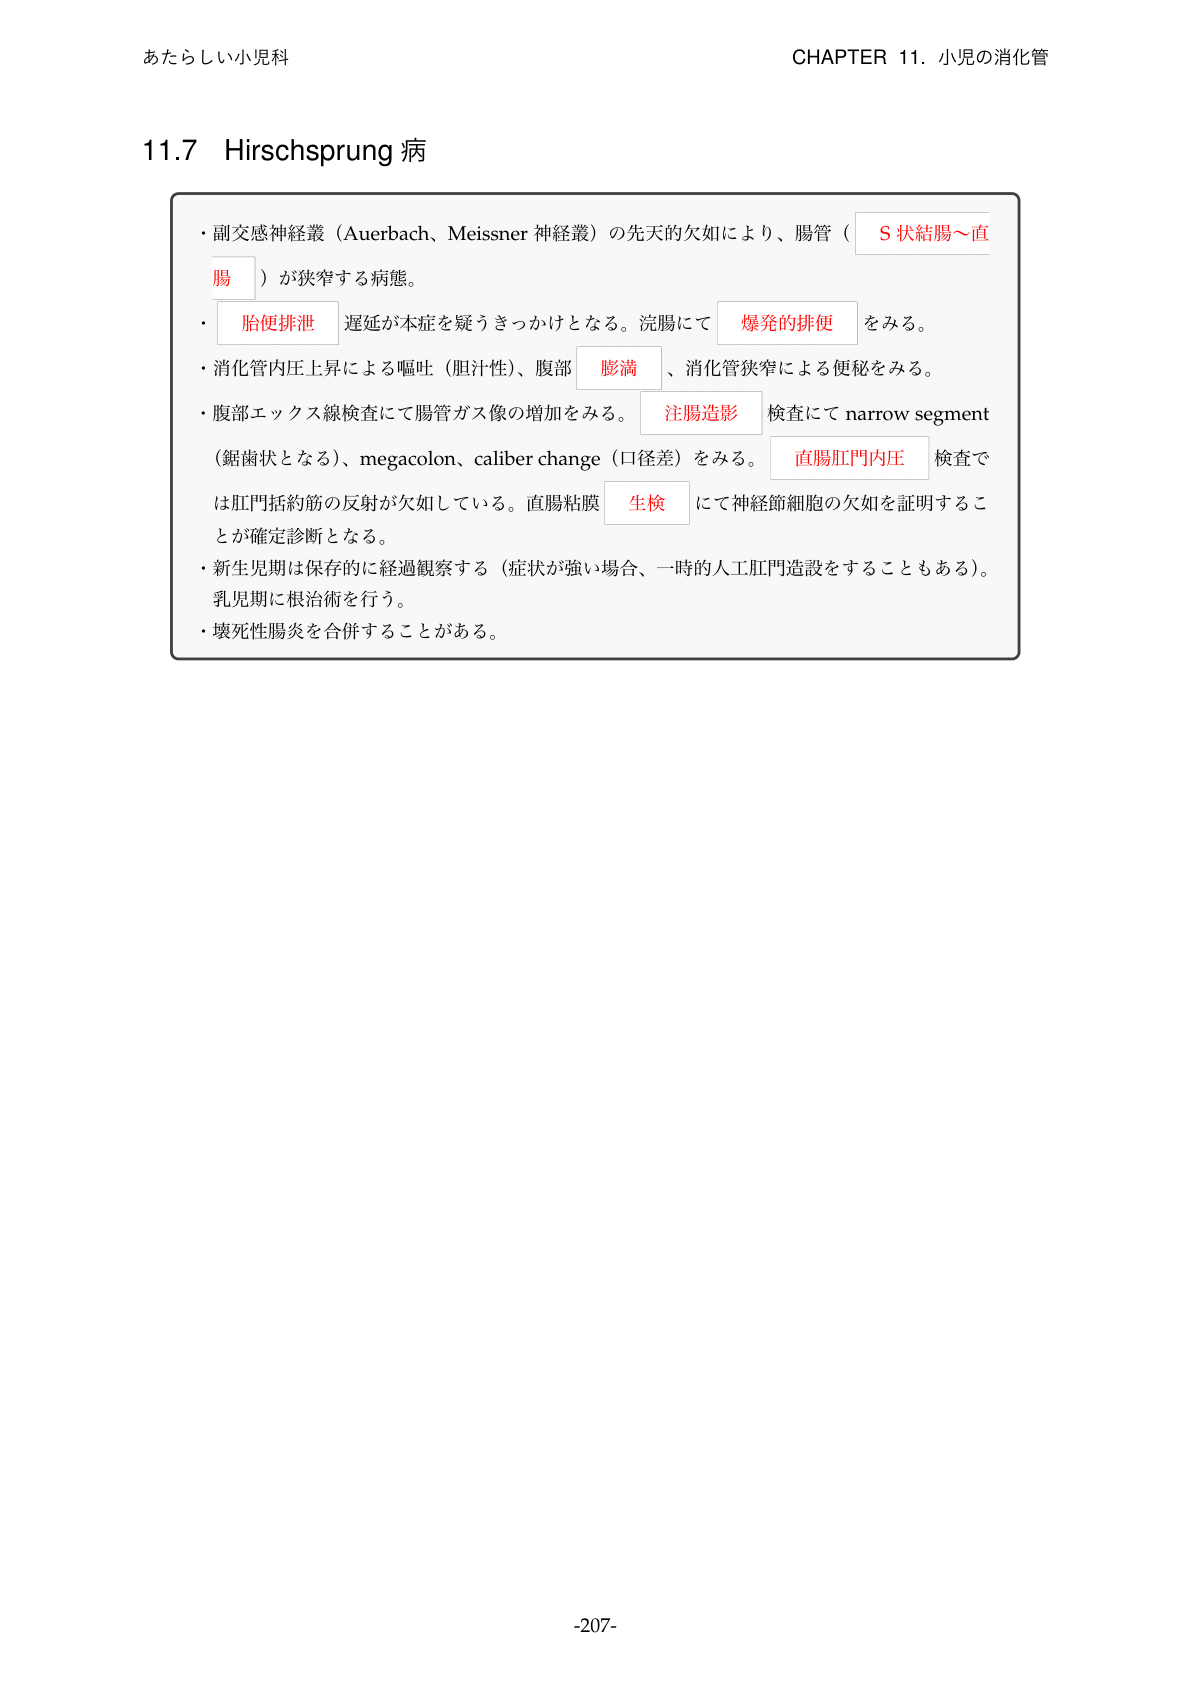 あたらしい小児科
CHAPTER 11. 小児の消化管
11.7 Hirschsprung 病
・副交感神経叢（Auerbach、Meissner 神経叢）の先天的欠如により、腸管（ S 状結腸〜直
腸 ）が狭窄する病態。
・ 胎便排泄 遅延が本症を疑うきっかけとなる。浣腸にて 爆発的排便 をみる。
・消化管内圧上昇による嘔吐（胆汁性）、腹部 膨満 、消化管狭窄による便秘をみる。
・腹部エックス線検査にて腸管ガス像の増加をみる。 注腸造影 検査にて narrow segment
（鋸歯状となる）、megacolon、caliber change（口径差）をみる。 直腸肛門内圧 検査で
は肛門括約筋の反射が欠如している。直腸粘膜 生検 にて神経節細胞の欠如を証明するこ
とが確定診断となる。
・新生児期は保存的に経過観察する（症状が強い場合、一時的人工肛門造設をすることもある）。
乳児期に根治術を行う。
・壊死性腸炎を合併することがある。
-207-